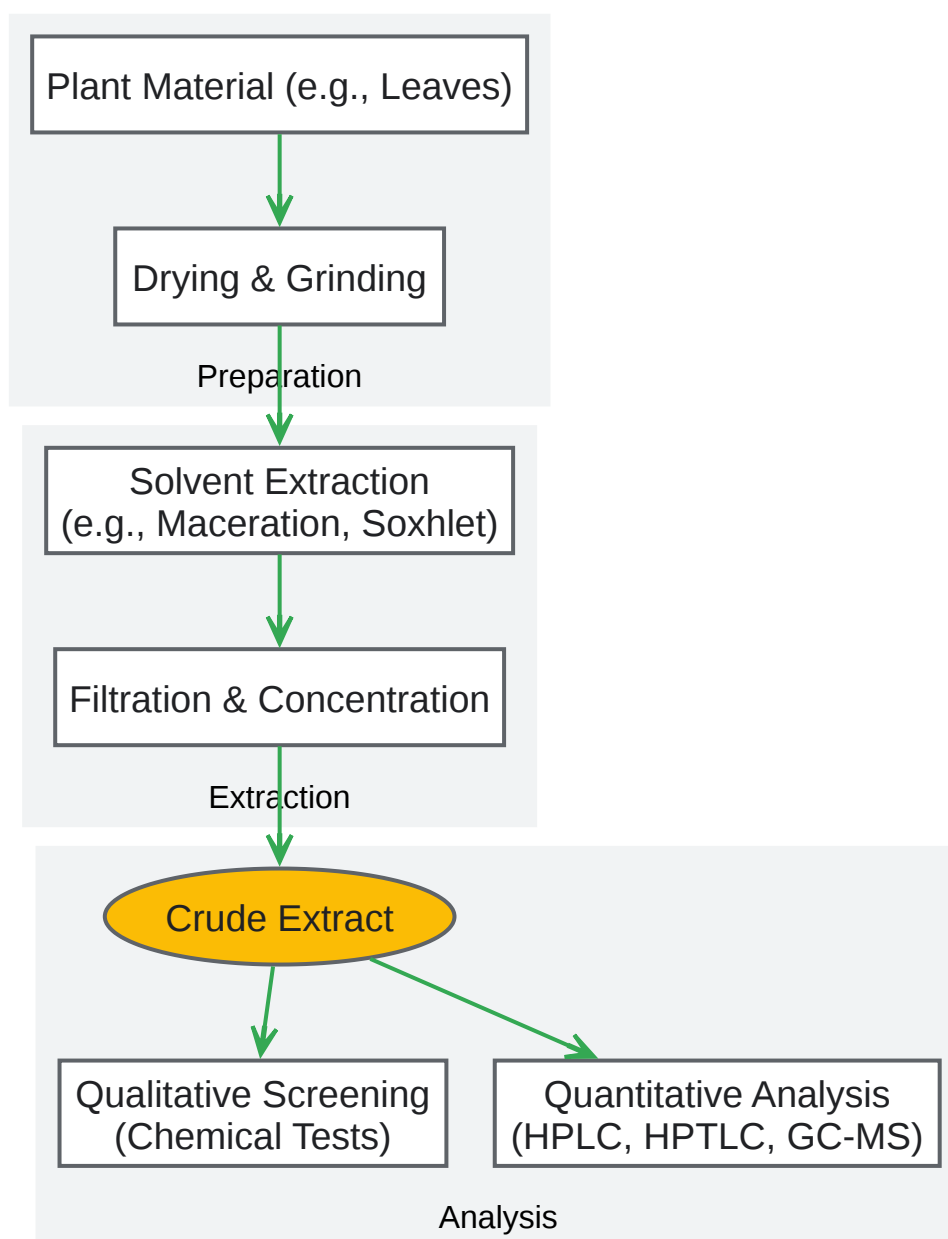 Plant Material (e.g., Leaves)
Drying & Grinding
Preparation
Solvent Extraction
(e.g., Maceration, Soxhlet)
Filtration & Concentration
Extraction
Crude Extract
Qualitative Screening
(Chemical Tests)
Quantitative Analysis
(HPLC, HPTLC, GC-MS)
Analysis